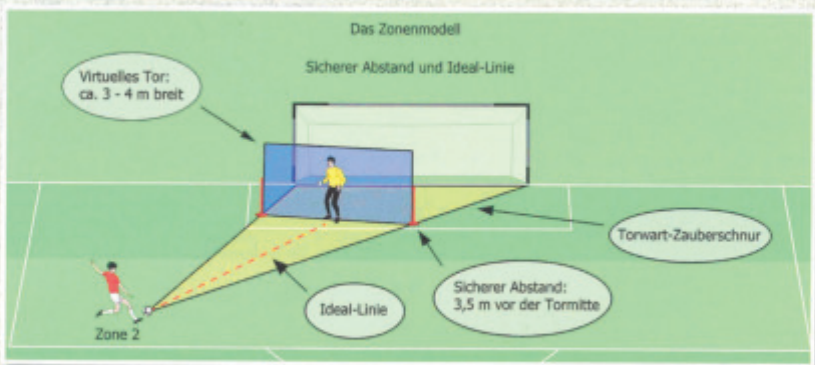 Das Zonenmodell
Sicherer Abstand und Ideal-Linie
Virtuelles Tor:
ca. 3 - 4 m breit
Torwart-Zauberschnur
Sicherer Abstand:
3,5 m vor der Tormitte
Ideal-Linie
Zone 2